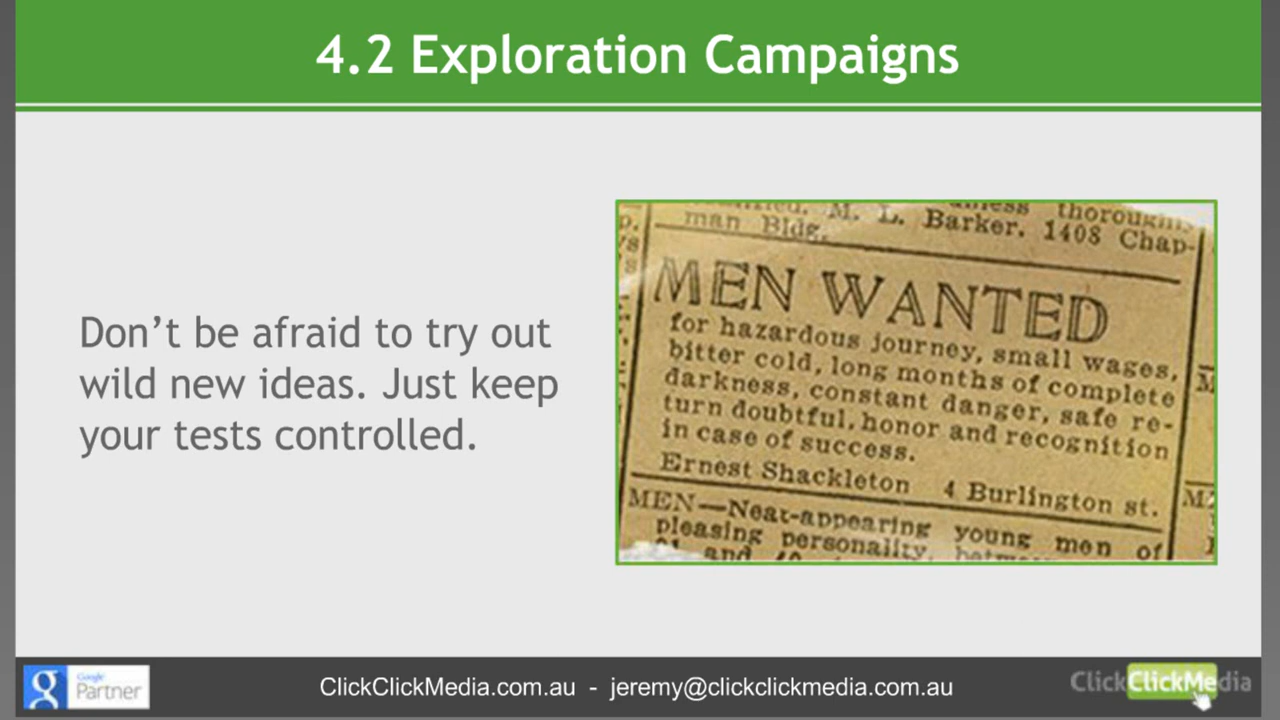 4.2 Exploration Campaigns
Don't be afraid to try out
wild new ideas. Just keep
your tests controlled.
M. L. Barker, 1408 Chap-
man Bldg.
MEN WANTED
for hazardous journey, small wages,
bitter cold, long months of complete
darkness, constant danger, safe re-
turn doubtful, honor and recognition
in case of success.
Ernest Shackleton 4 Burlington st.
MEN—Neat-appearing young men of
pleasing personality,
and
Google
Partner
ClickClickMedia.com.au - jeremy@clickclickmedia.com.au
ClickClickMedia